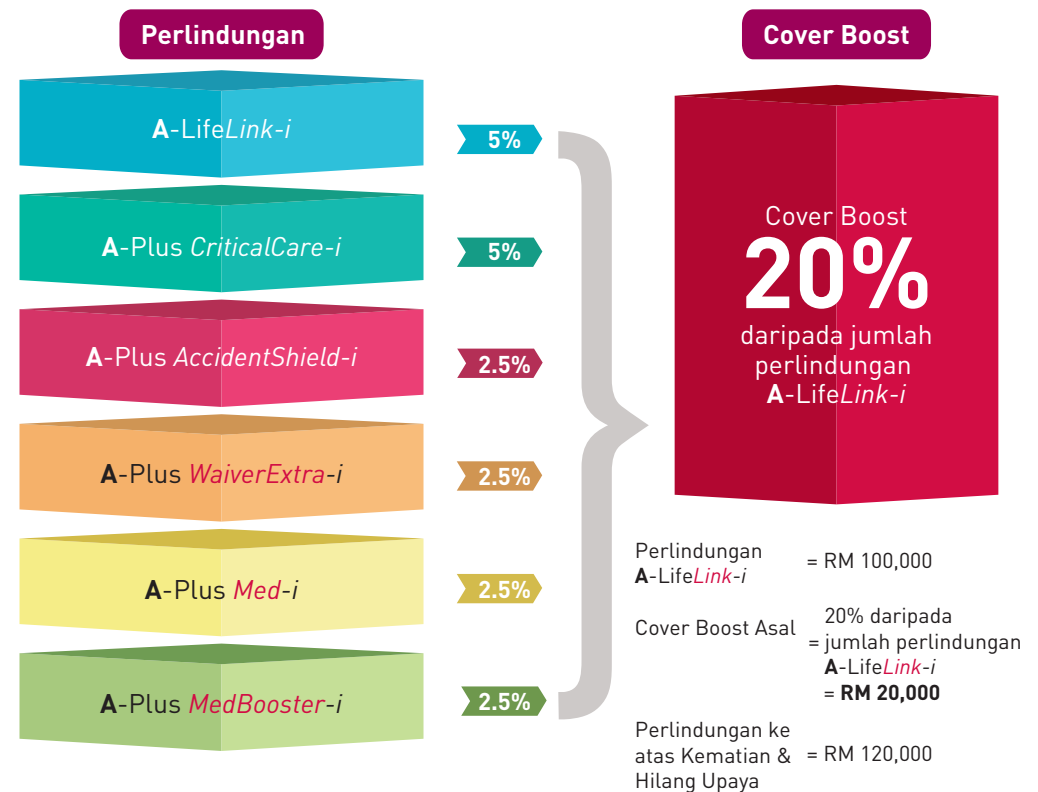 Perlindungan
A-LifeLink-i
5%
A-Plus CriticalCare-i
5%
A-Plus AccidentShield-i
2.5%
A-Plus WaiverExtra-i
2.5%
A-Plus Med-i
2.5%
A-Plus MedBooster-i
2.5%
Cover Boost
Cover Boost
20%
daripada jumlah
perlindungan
A-LifeLink-i
Perlindungan
A-LifeLink-i
= RM 100,000
Cover Boost Asal
20% daripada
= jumlah perlindungan
A-LifeLink-i
= RM 20,000
Perlindungan ke
atas Kematian &
Hilang Upaya
= RM 120,000